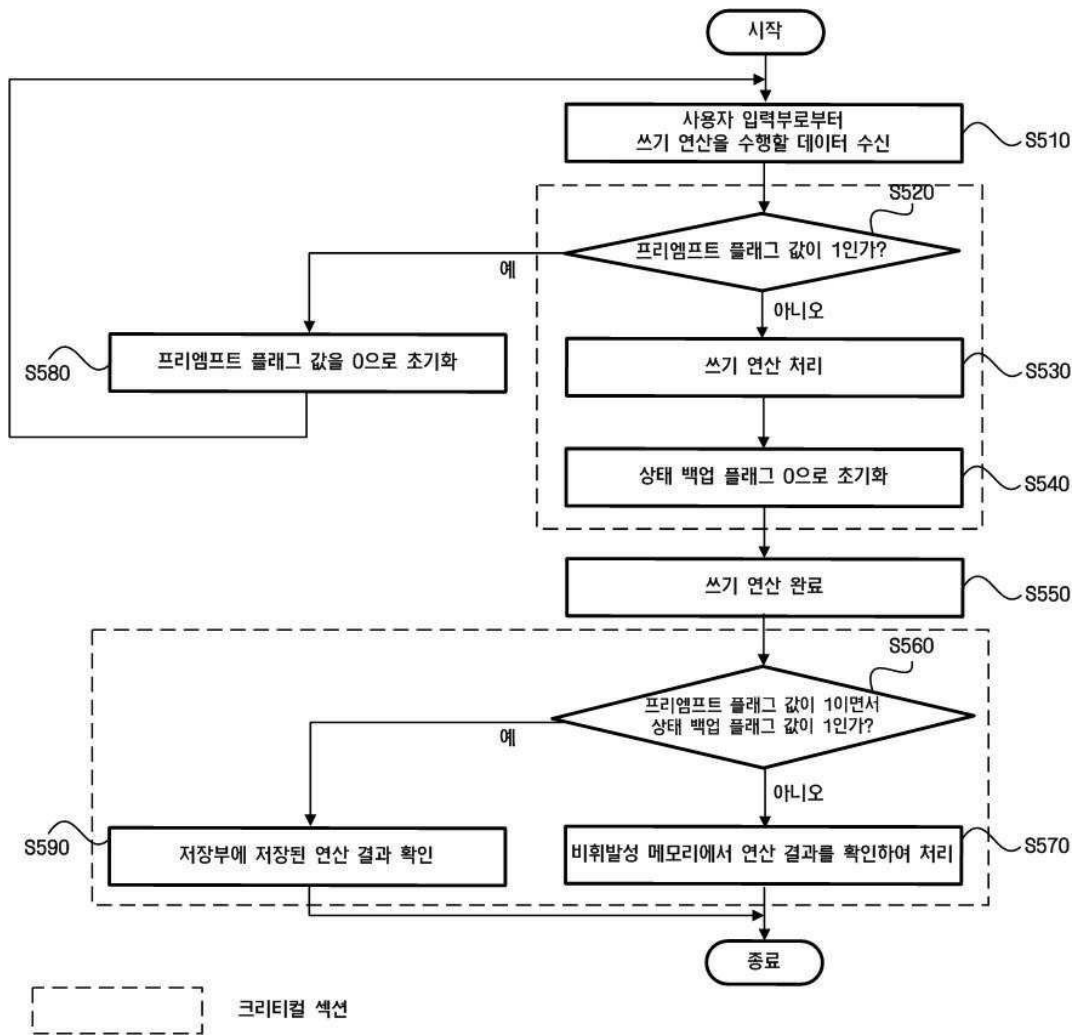 시작
사용자 입력부로부터
쓰기 연산을 수행할 데이터 수신
S510
S520
프리엠프트 플래그 값이 1인가?
예
아니오
프리엠프트 플래그 값을 0으로 초기화
S580
쓰기 연산 처리
S530
상태 백업 플래그 0으로 초기화
S540
쓰기 연산 완료
S550
S560
프리엠프트 플래그 값이 1이면서
상태 백업 플래그 값이 1인가?
예
아니오
S590
저장부에 저장된 연산 결과 확인
비휘발성 메모리에서 연산 결과를 확인하여 처리
S570
종료
크리티컬 섹션